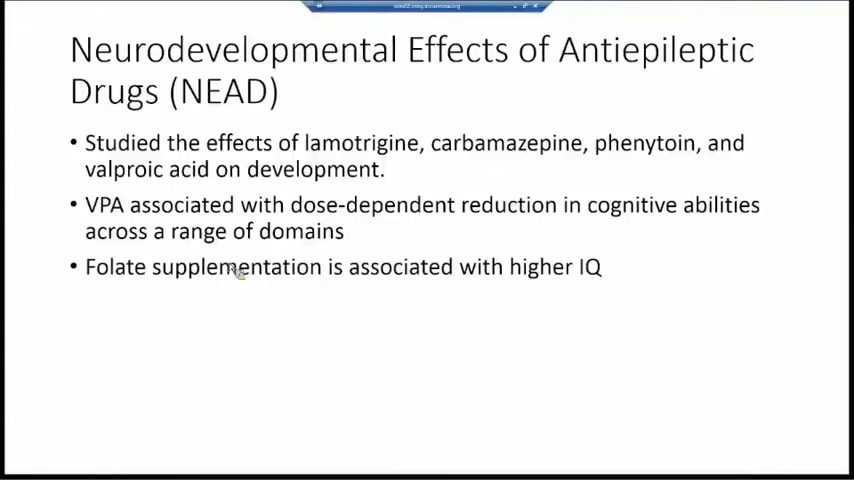 Neurodevelopmental Effects of Antiepileptic
Drugs (NEAD)
• Studied the effects of lamotrigine, carbamazepine, phenytoin, and
valproic acid on development.
• VPA associated with dose-dependent reduction in cognitive abilities
across a range of domains
• Folate supplementation is associated with higher IQ